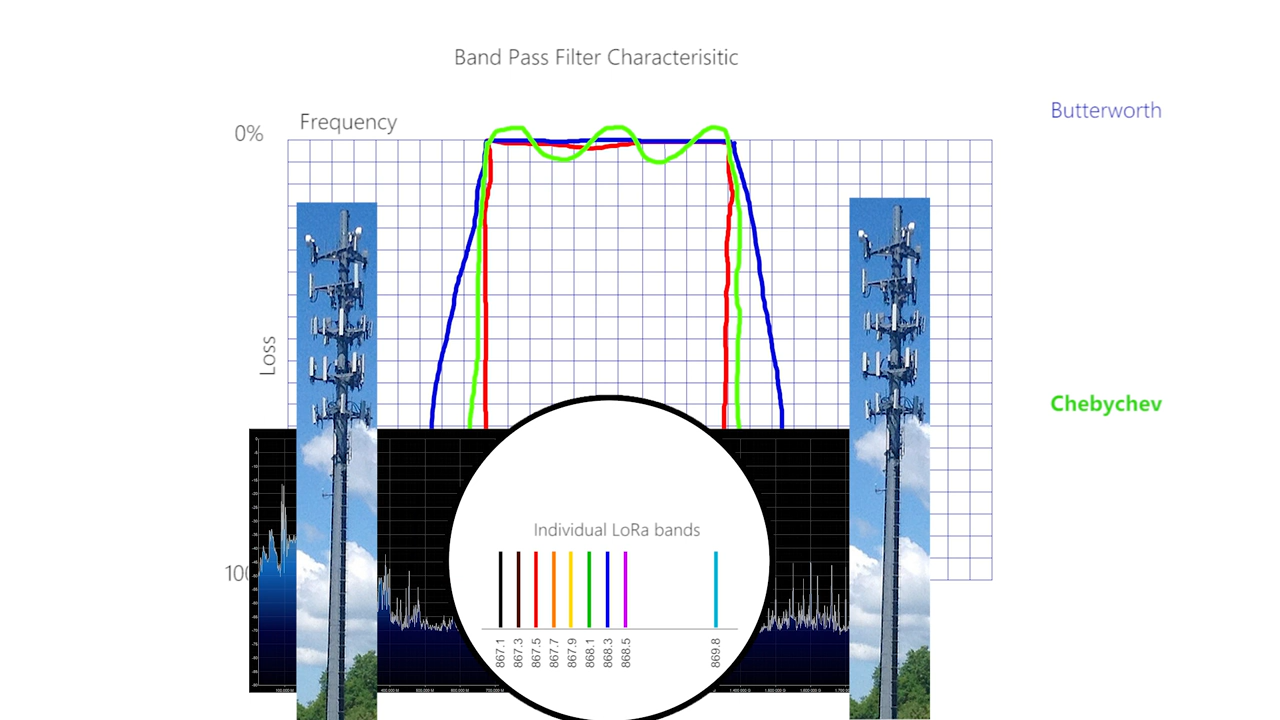 Band Pass Filter Characterisitic
Butterworth
Frequency
0%
Loss
Chebychev
Individual LoRa bands
867.1
867.3
867.5
867.7
867.9
868.1
868.3
868.5
869.8